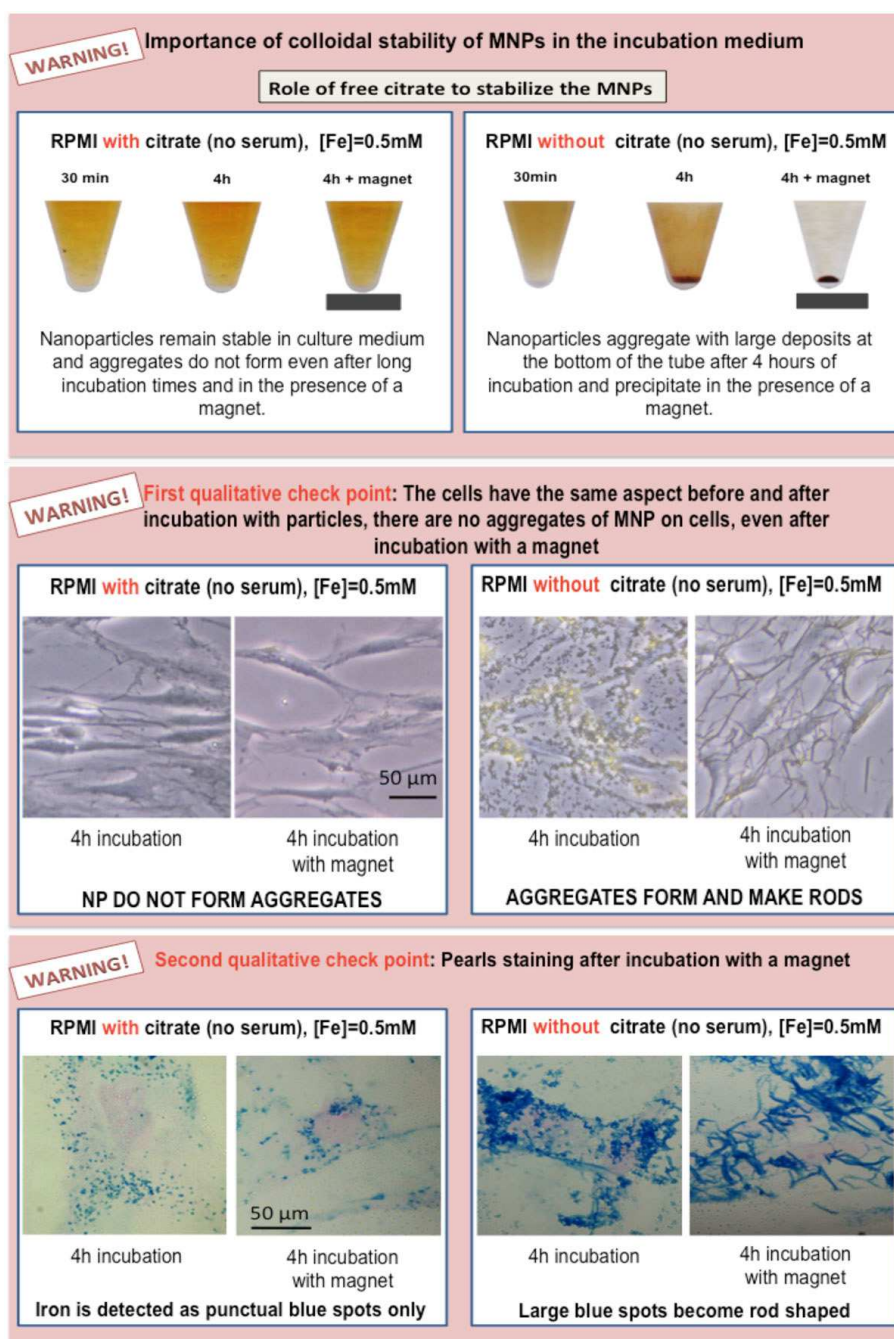 WARNING!
Importance of colloidal stability of MNPs in the incubation medium
Role of free citrate to stabilize the MNPs
RPMI with citrate (no serum), [Fe]=0.5mM
30 min
4h
4h + magnet
Nanoparticles remain stable in culture medium
and aggregates do not form even after long
incubation times and in the presence of a
magnet.
RPMI without citrate (no serum), [Fe]=0.5mM
30min
4h
4h + magnet
Nanoparticles aggregate with large deposits at
the bottom of the tube after 4 hours of
incubation and precipitate in the presence of a
magnet.
WARNING!
First qualitative check point: The cells have the same aspect before and after
incubation with particles, there are no aggregates of MNP on cells, even after
incubation with a magnet
RPMI with citrate (no serum), [Fe]=0.5mM
50 µm
4h incubation
4h incubation
with magnet
NP DO NOT FORM AGGREGATES
RPMI without citrate (no serum), [Fe]=0.5mM
4h incubation
4h incubation
with magnet
AGGREGATES FORM AND MAKE RODS
WARNING!
Second qualitative check point: Pearls staining after incubation with a magnet
RPMI with citrate (no serum), [Fe]=0.5mM
50 µm
4h incubation
4h incubation
with magnet
Iron is detected as punctual blue spots only
RPMI without citrate (no serum), [Fe]=0.5mM
4h incubation
4h incubation
with magnet
Large blue spots become rod shaped